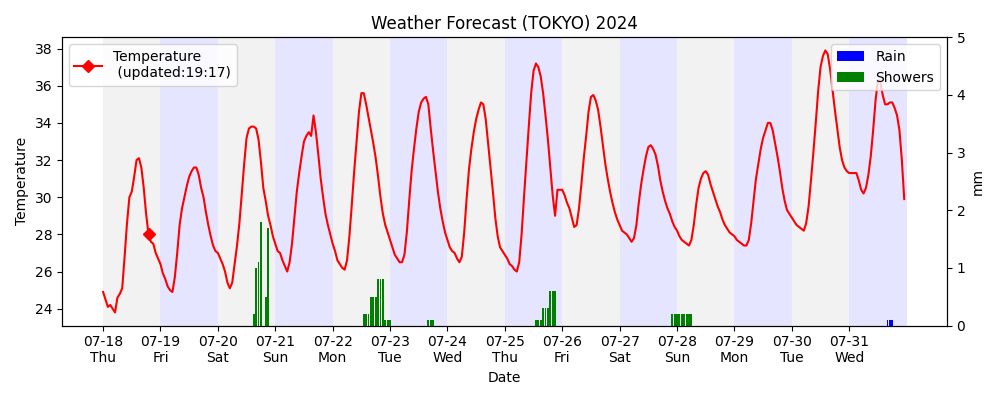 Weather Forecast (TOKYO) 2024
Temperature
(updated:19:17)
Rain
Showers
Temperature
38
36
34
32
30
28
26
24
5
4
3
2
1
0
mm
07-18 07-19 07-20 07-21 07-22 07-23 07-24 07-25 07-26 07-27 07-28 07-29 07-30 07-31
Thu Fri Sat Sun Mon Tue Wed Thu Fri Sat Sun Mon Tue Wed
Date